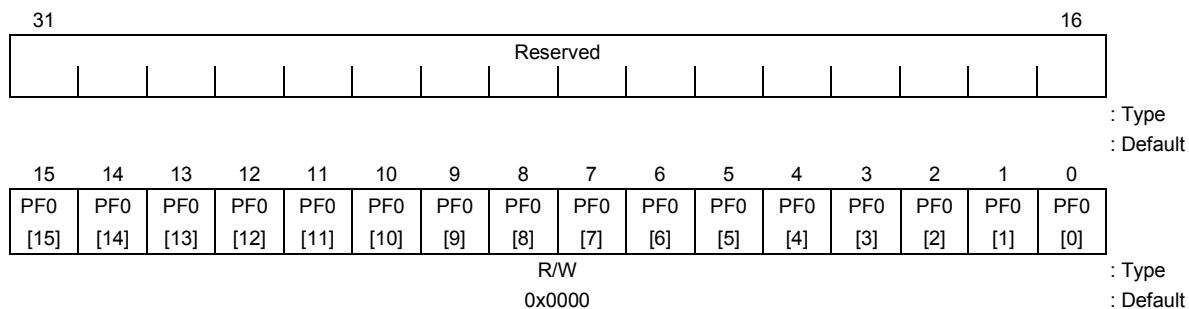 31 16
Reserved
: Type
: Default
15 14 13 12 11 10 9 8 7 6 5 4 3 2 1 0
PF0 PF0 PF0 PF0 PF0 PF0 PF0 PF0 PF0 PF0 PF0 PF0 PF0 PF0 PF0 PF0
[15] [14] [13] [12] [11] [10] [9] [8] [7] [6] [5] [4] [3] [2] [1] [0]
R/W : Type
0x0000 : Default